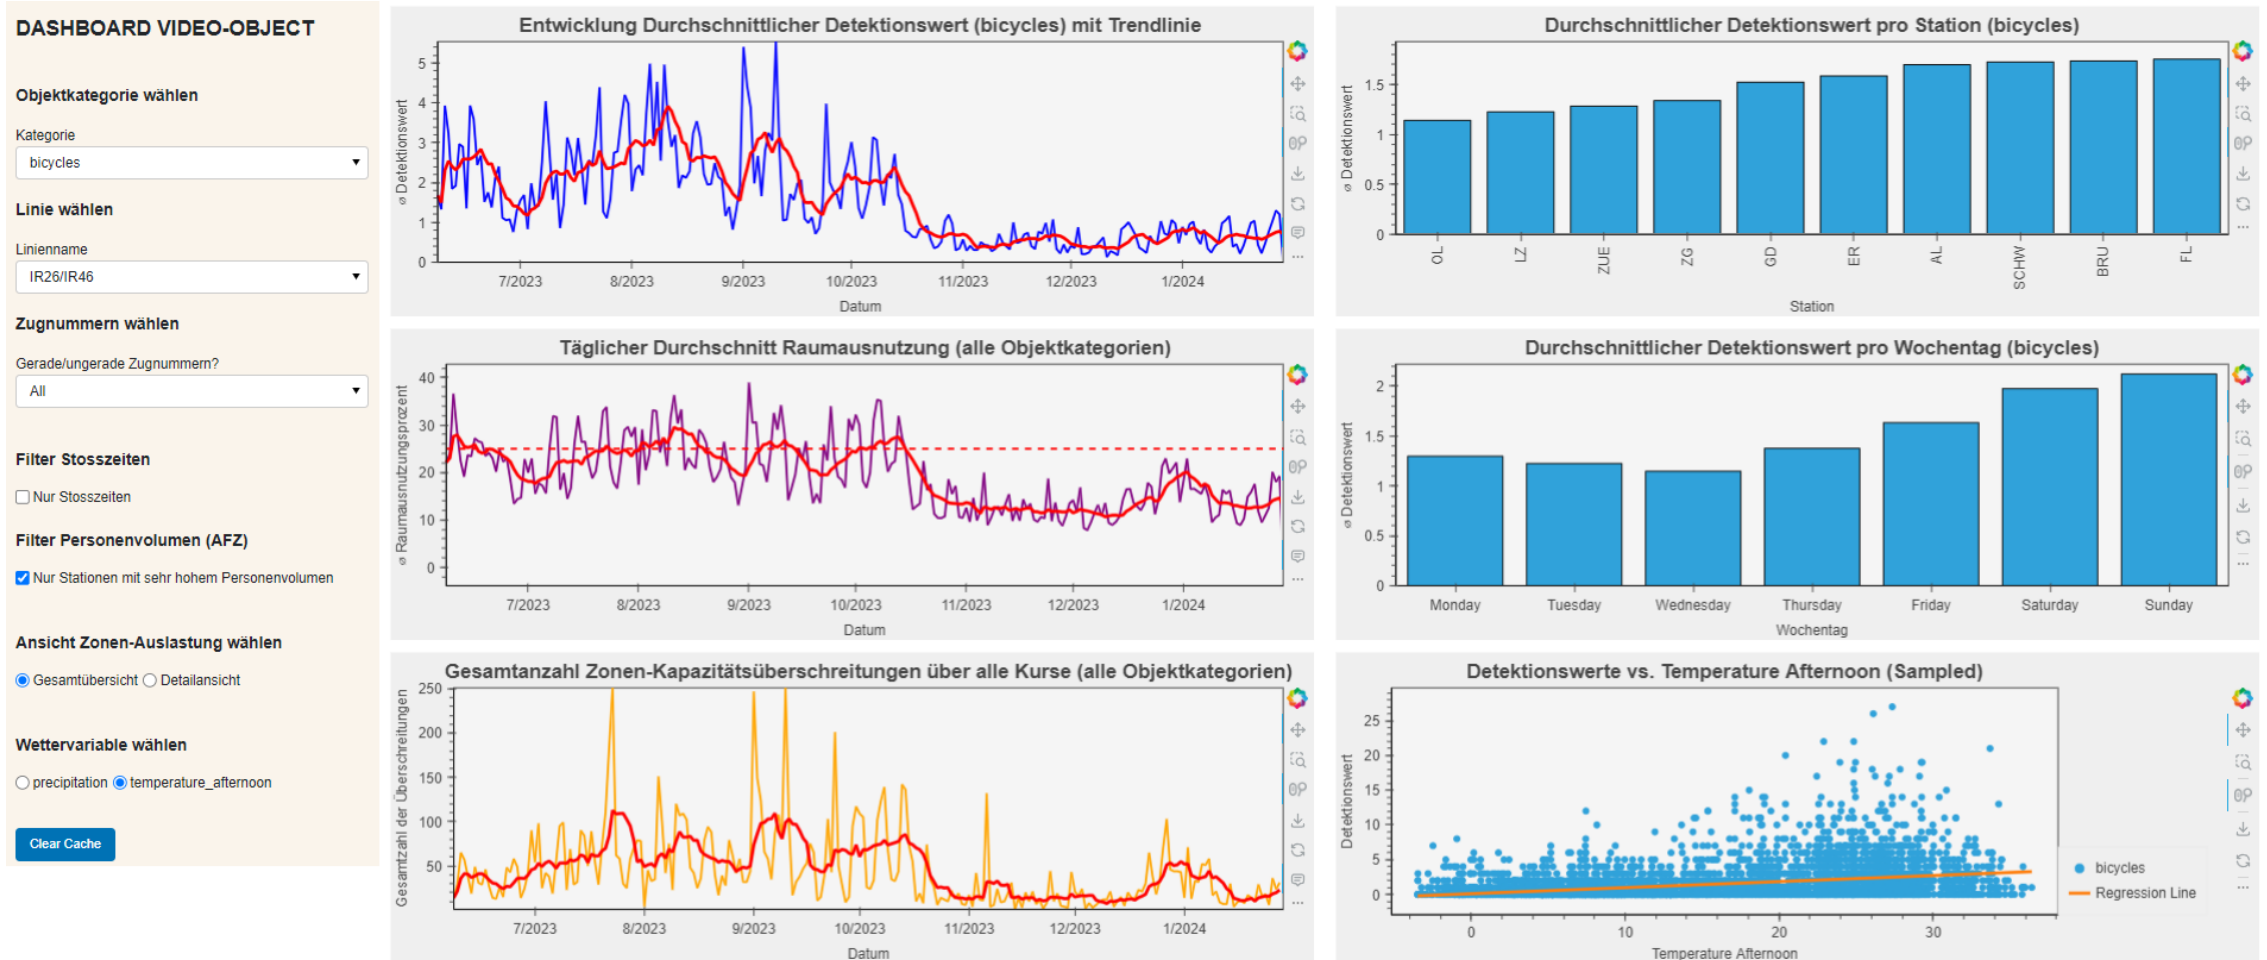 DASHBOARD VIDEO-OBJECT
Objektkategorie wählen
Kategorie
bicycles
Linie wählen
Linienname
IR26/IR46
Zugnummern wählen
Gerade/ungerade Zugnummern?
All
Filter Stosszeiten
Nur Stosszeiten
Filter Personenvolumen (AFZ)
Nur Stationen mit sehr hohem Personenvolumen
Ansicht Zonen-Auslastung wählen
Gesamtübersicht Detailansicht
Wettervariable wählen
precipitation temperature_afternoon
Clear Cache
Entwicklung Durchschnittlicher Detektionswert (bicycles) mit Trendlinie
ø Detektionswert
5
4
3
2
1
0
7/2023 8/2023 9/2023 10/2023 11/2023 12/2023 1/2024
Datum
Durchschnittlicher Detektionswert pro Station (bicycles)
ø Detektionswert
1.5
1
0.5
0
OL LZ ZUE ZG GD ER AL SCHW BRU FL
Station
Täglicher Durchschnitt Raumausnutzung (alle Objektkategorien)
ø Raumausnutzungsprozent
40
30
20
10
0
7/2023 8/2023 9/2023 10/2023 11/2023 12/2023 1/2024
Datum
Durchschnittlicher Detektionswert pro Wochentag (bicycles)
ø Detektionswert
2
1.5
1
0.5
0
Monday Tuesday Wednesday Thursday Friday Saturday Sunday
Wochentag
Gesamtanzahl Zonen-Kapazitätsüberschreitungen über alle Kurse (alle Objektkategorien)
Gesamtzahl der Überschreitungen
250
200
150
100
50
7/2023 8/2023 9/2023 10/2023 11/2023 12/2023 1/2024
Datum
Detektionswerte vs. Temperature Afternoon (Sampled)
Detektionswert
25
20
15
10
5
0
0 10 20 30
Temperature Afternoon
bicycles
Regression Line